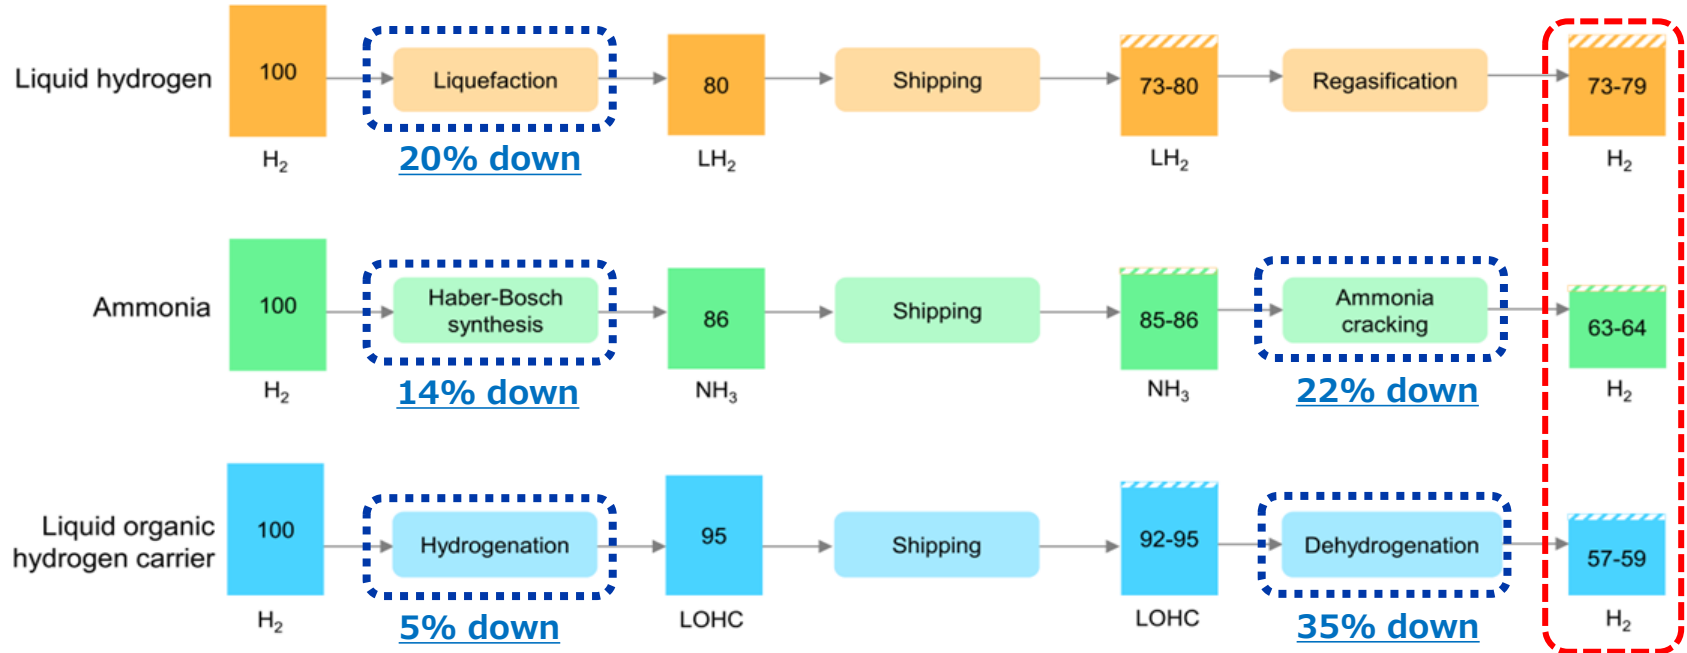 Liquid hydrogen
100
H₂
Liquefaction
20% down
80
LH₂
Shipping
73-80
LH₂
Regasification
73-79
H₂
Ammonia
100
H₂
Haber-Bosch
synthesis
14% down
86
NH₃
Shipping
85-86
NH₃
Ammonia
cracking
22% down
63-64
H₂
Liquid organic
hydrogen carrier
100
H₂
Hydrogenation
5% down
95
LOHC
Shipping
92-95
LOHC
Dehydrogenation
35% down
57-59
H₂